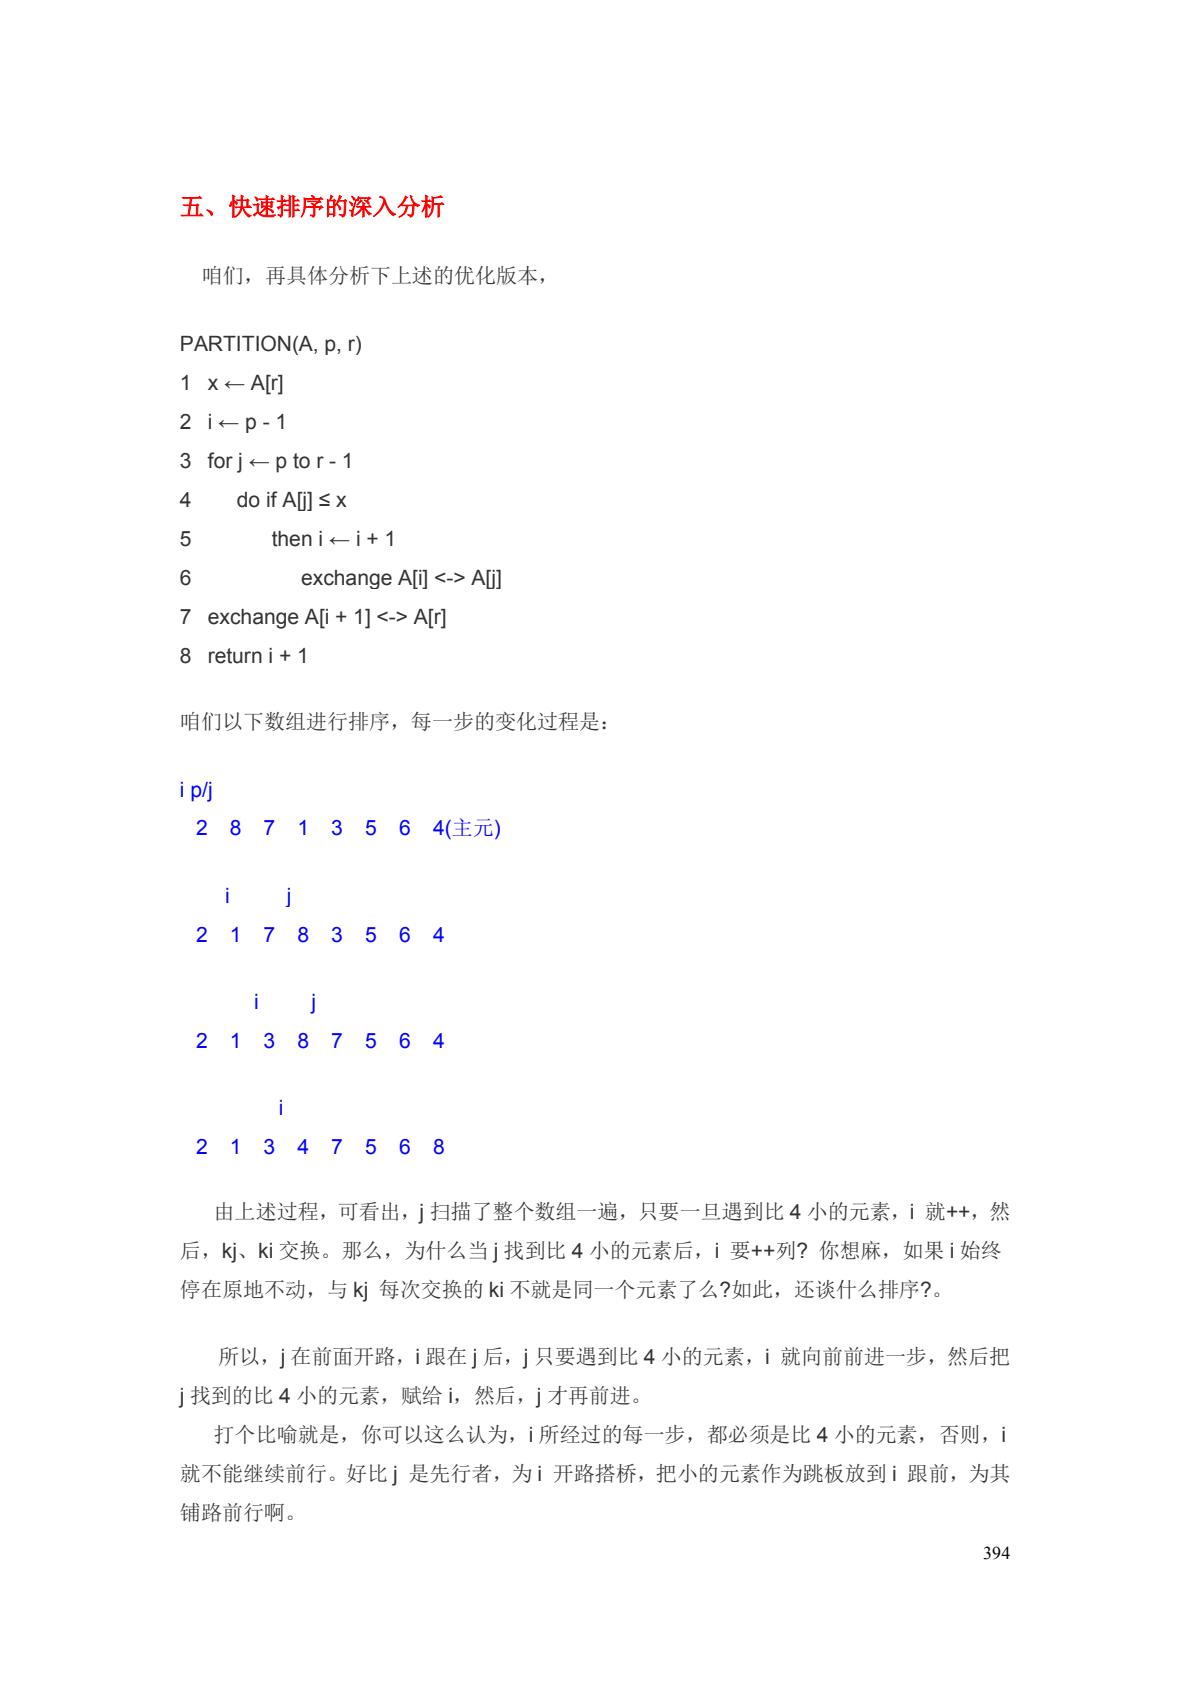 五、快速排序的深入分析
咱们，再具体分析下上述的优化版本，
PARTITION(A, p, r)
1 x ← A[r]
2 i ← p - 1
3 for j ← p to r - 1
4 do if A[j] ≤ x
5 then i ← i + 1
6 exchange A[i] <-> A[j]
7 exchange A[i + 1] <-> A[r]
8 return i + 1
咱们以下数组进行排序，每一步的变化过程是：
i p/j
2 8 7 1 3 5 6 4(主元)
i j
2 1 7 8 3 5 6 4
i j
2 1 3 8 7 5 6 4
i
2 1 3 4 7 5 6 8
由上述过程，可看出，j 扫描了整个数组一遍，只要一旦遇到比 4 小的元素，i 就++，然
后，kj、ki 交换。那么，为什么当 j 找到比 4 小的元素后，i 要++列? 你想麻，如果 i 始终
停在原地不动，与 kj 每次交换的 ki 不就是同一个元素了么?如此，还谈什么排序?。
所以，j 在前面开路，i 跟在 j 后，j 只要遇到比 4 小的元素，i 就向前前进一步，然后把
j 找到的比 4 小的元素，赋给 i，然后，j 才再前进。
打个比喻就是，你可以这么认为，i 所经过的每一步，都必须是比 4 小的元素，否则，i
就不能继续前行。好比 j 是先行者，为 i 开路搭桥，把小的元素作为跳板放到 i 跟前，为其
铺路前行啊。
394